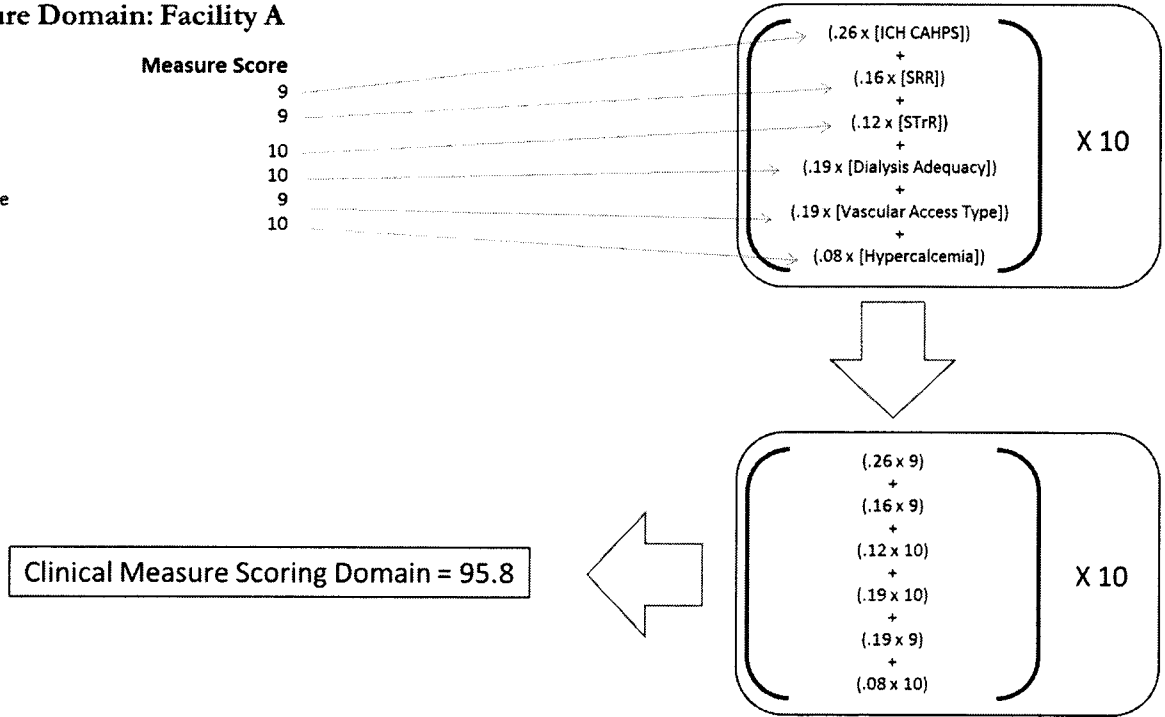 re Domain: Facility A
Measure Score
9
9
10
10
e 9
10
(.26 x [ICH CAHPS])
+
(.16 x [SRR])
+
(.12 x [STrR])
+
(.19 x [Dialysis Adequacy])
+
(.19 x [Vascular Access Type])
+
(.08 x [Hypercalcemia])
X 10
(.26 x 9)
+
(.16 x 9)
+
(.12 x 10)
+
(.19 x 10)
+
(.19 x 9)
+
(.08 x 10)
X 10
Clinical Measure Scoring Domain = 95.8